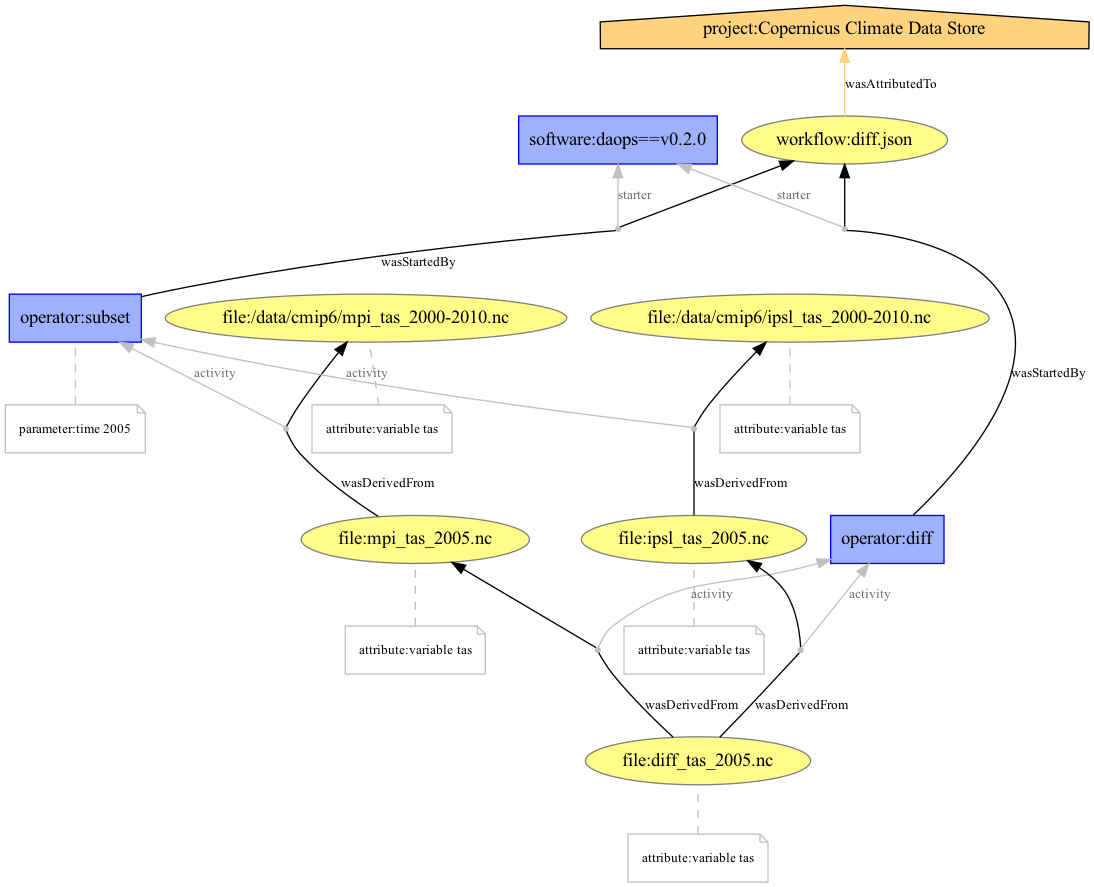 project:Copernicus Climate Data Store
wasAttributedTo
software:daops==v0.2.0
workflow:diff.json
starter
starter
wasStartedBy
operator:subset
file:/data/cmip6/mpi_tas_2000-2010.nc
file:/data/cmip6/ipsl_tas_2000-2010.nc
activity
activity
wasStartedBy
parameter:time 2005
attribute:variable tas
attribute:variable tas
wasDerivedFrom
wasDerivedFrom
file:mpi_tas_2005.nc
file:ipsl_tas_2005.nc
operator:diff
activity
activity
attribute:variable tas
attribute:variable tas
wasDerivedFrom
wasDerivedFrom
file:diff_tas_2005.nc
attribute:variable tas